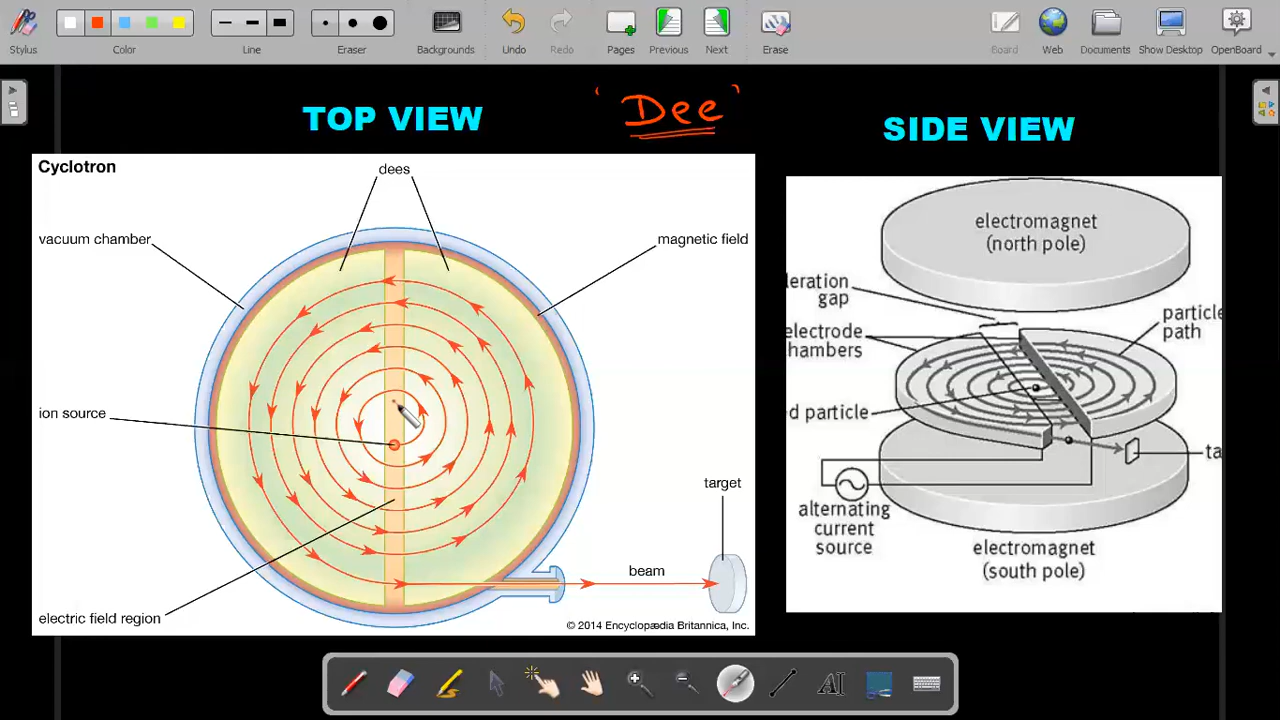 Stylus
Color
Line
Eraser
Backgrounds
Undo
Redo
Pages
Previous
Next
Erase
Board
Web
Documents
Show Desktop
OpenBoard
TOP VIEW
'Dee'
SIDE VIEW
Cyclotron
dees
vacuum chamber
magnetic field
ion source
target
beam
electric field region
© 2014 Encyclopædia Britannica, Inc.
electromagnet
(north pole)
leration
gap
electrode
hambers
particle
path
d particle
ta
alternating
current
source
electromagnet
(south pole)